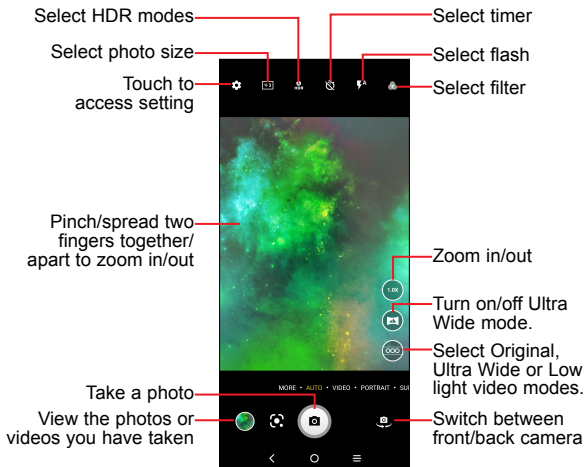 Select HDR modes
Select timer
Select photo size
Select flash
Touch to
access setting
Select filter
4:3
HDR
A
Pinch/spread two
fingers together/
apart to zoom in/out
Zoom in/out
1.0X
Turn on/off Ultra
Wide mode.
Select Original,
Ultra Wide or Low
light video modes.
MORE • AUTO • VIDEO • PORTRAIT • SU
Take a photo
View the photos or
videos you have taken
Switch between
front/back camera